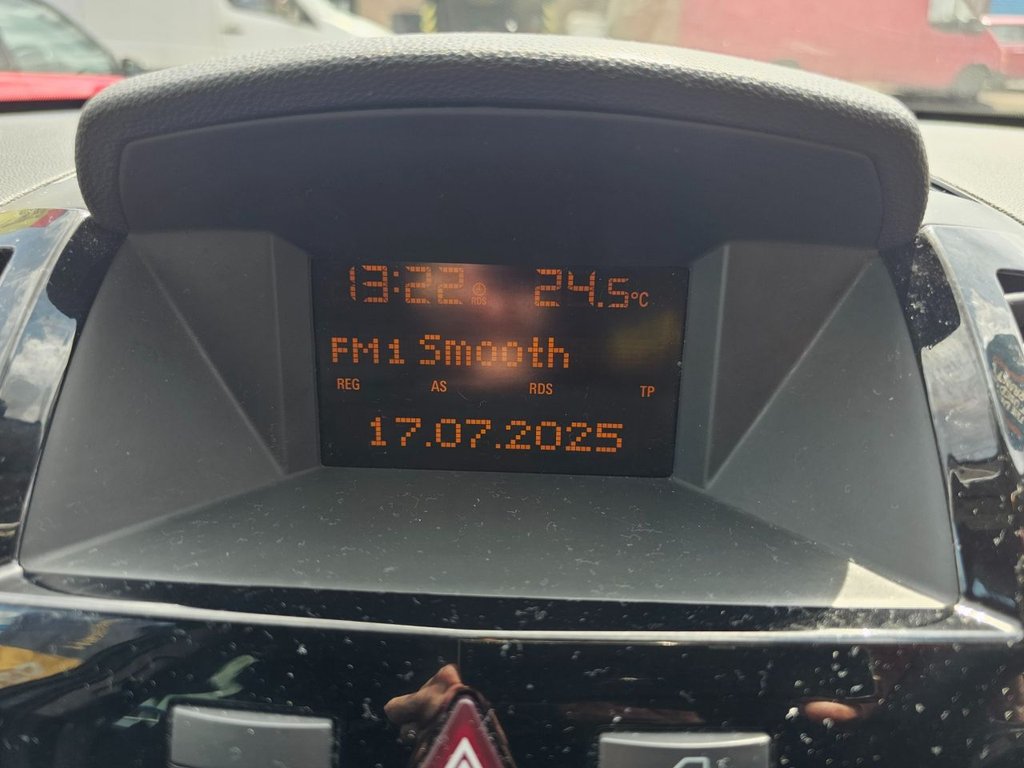 13:22 RDS 24.5°C
FM1 Smooth
REG AS RDS TP
17.07.2025